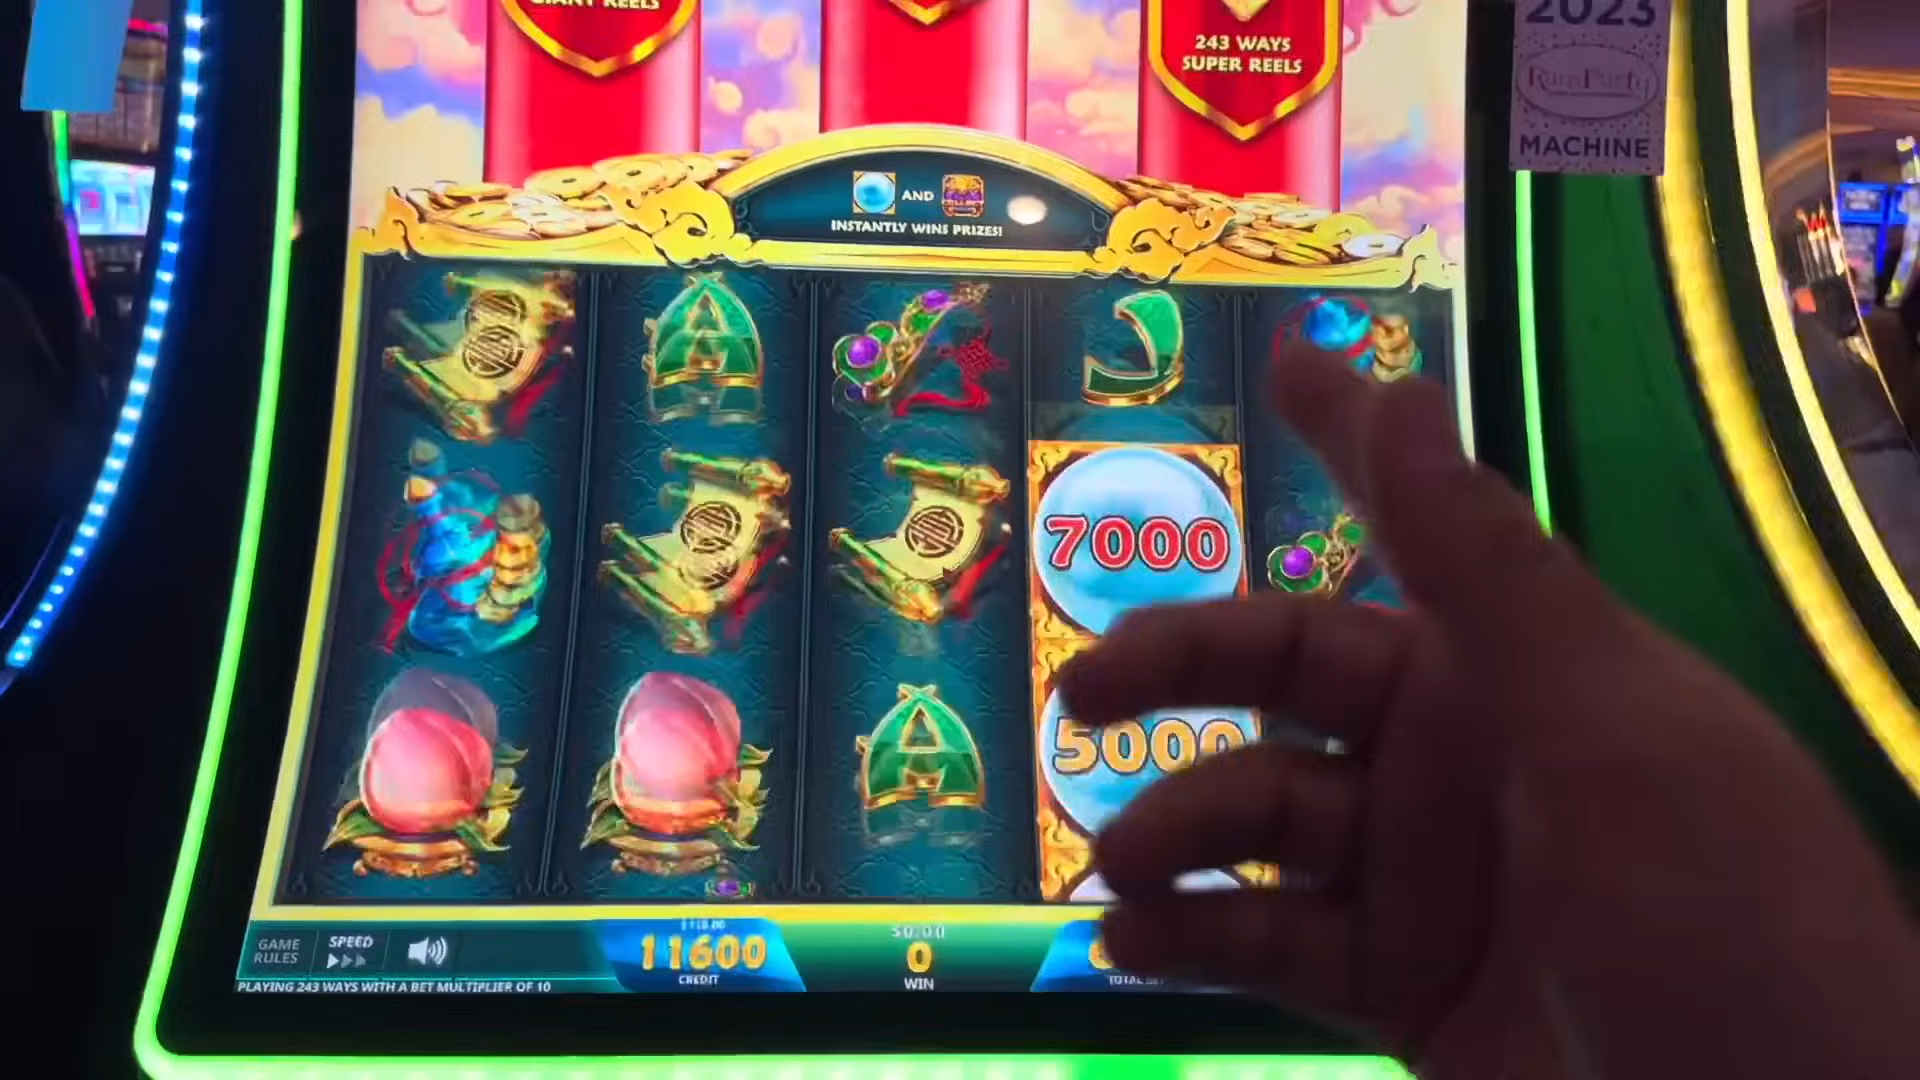 GIANT REELS
243 WAYS
SUPER REELS
2023
MACHINE
AND
INSTANTLY WINS PRIZES!
A
7000
5000
A
GAME
RULES
SPEED
11600
CREDIT
$0.00
0
WIN
PLAYING 243 WAYS WITH A BET MULTIPLIER OF 10